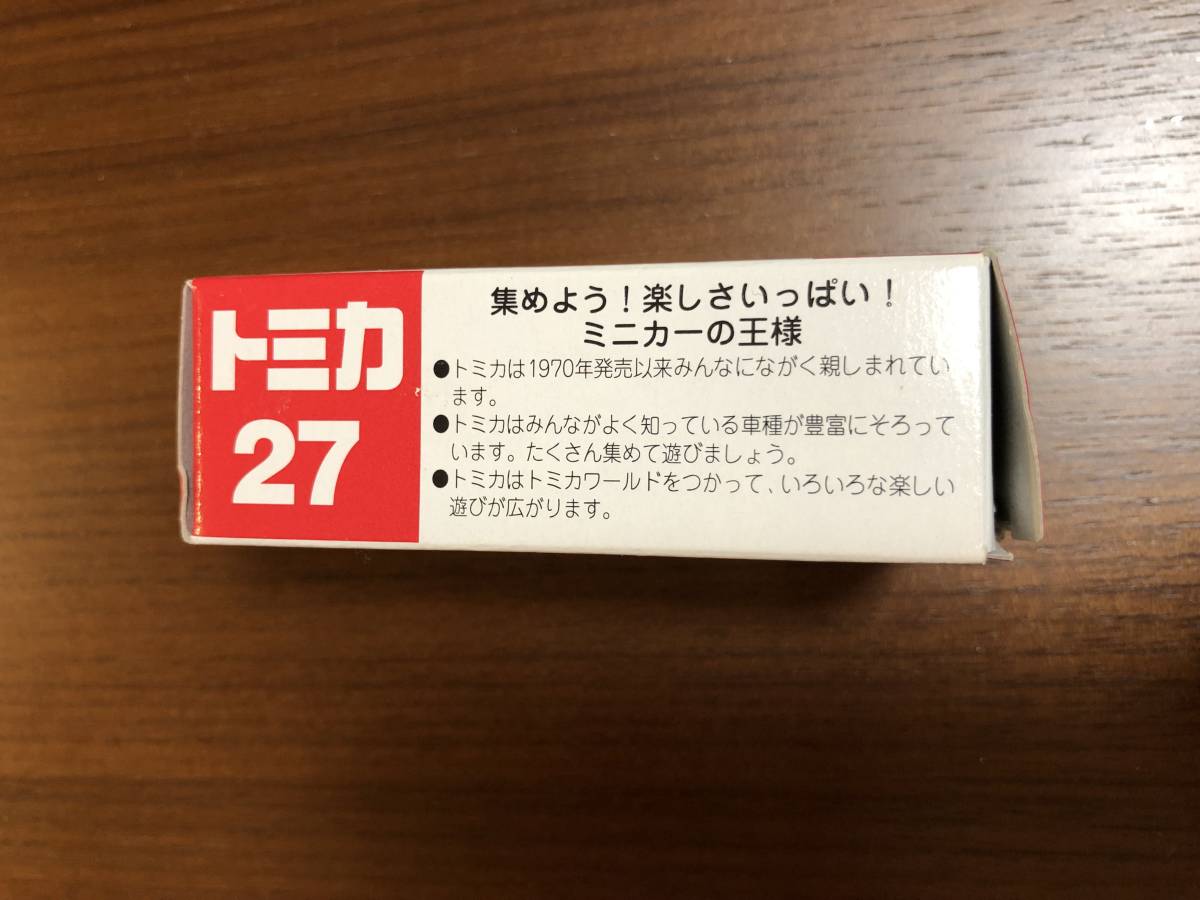 トミカ
27
集めよう！楽しさいっぱい！
ミニカーの王様
●トミカは1970年発売以来みんなにながく親しまれてい
ます。
●トミカはみんながよく知っている車種が豊富にそろって
います。たくさん集めて遊びましょう。
●トミカはトミカワールドをつかって、いろいろな楽しい
遊びが広がります。